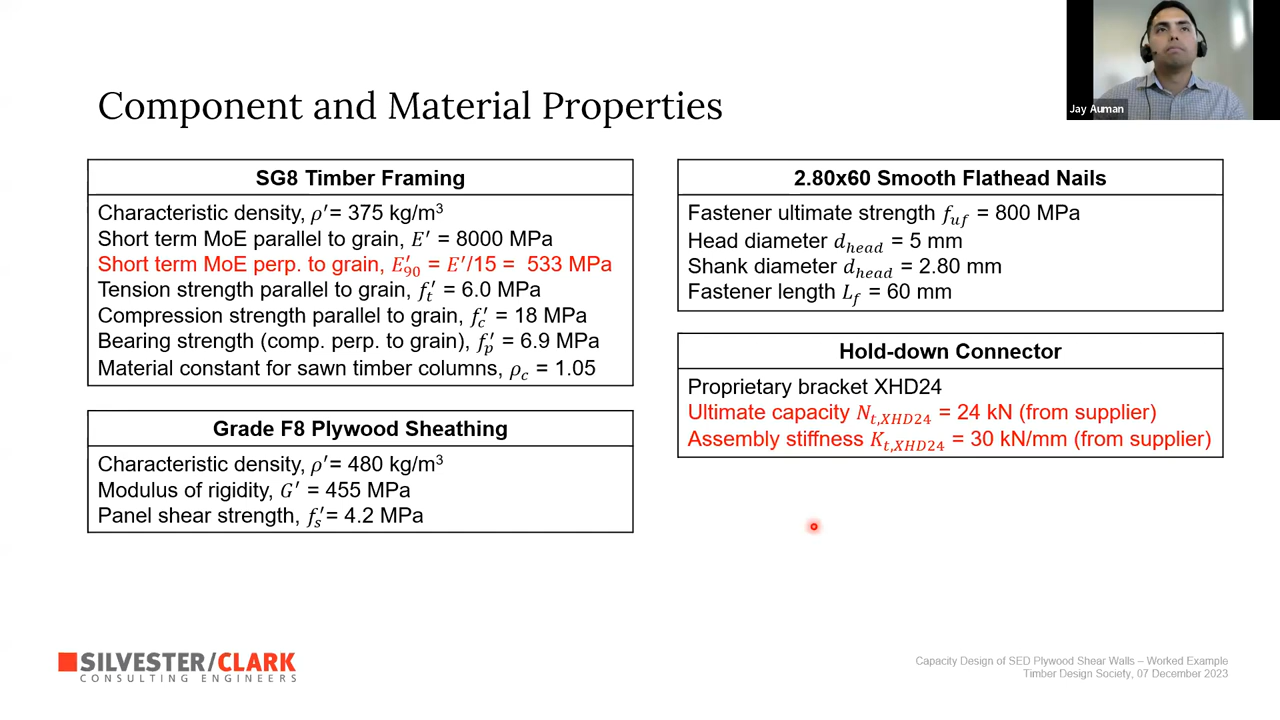 Jay Auman
Component and Material Properties
SG8 Timber Framing
Characteristic density, ρ′= 375 kg/m³
Short term MoE parallel to grain, E′ = 8000 MPa
Short term MoE perp. to grain, E′₉₀ = E′/15 = 533 MPa
Tension strength parallel to grain, f′ₜ = 6.0 MPa
Compression strength parallel to grain, f′c = 18 MPa
Bearing strength (comp. perp. to grain), f′p = 6.9 MPa
Material constant for sawn timber columns, ρc = 1.05
Grade F8 Plywood Sheathing
Characteristic density, ρ′= 480 kg/m³
Modulus of rigidity, G′ = 455 MPa
Panel shear strength, f′s= 4.2 MPa
2.80x60 Smooth Flathead Nails
Fastener ultimate strength fuf = 800 MPa
Head diameter dhead = 5 mm
Shank diameter dhead = 2.80 mm
Fastener length Lf = 60 mm
Hold-down Connector
Proprietary bracket XHD24
Ultimate capacity Nt,XHD24 = 24 kN (from supplier)
Assembly stiffness Kt,XHD24 = 30 kN/mm (from supplier)
SILVESTER/CLARK
CONSULTING ENGINEERS
Capacity Design of SED Plywood Shear Walls – Worked Example
Timber Design Society, 07 December 2023